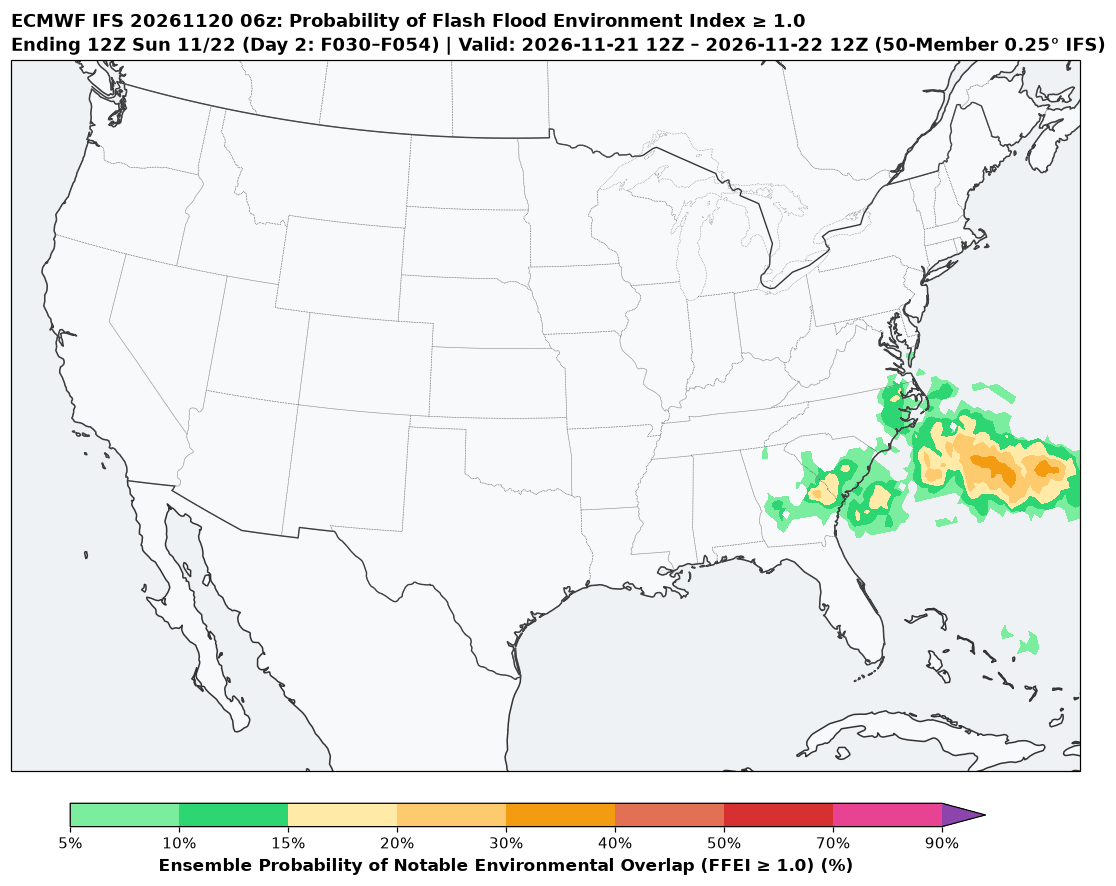 ECMWF IFS 20261120 06z: Probability of Flash Flood Environment Index ≥ 1.0
Ending 12Z Sun 11/22 (Day 2: F030–F054) | Valid: 2026-11-21 12Z – 2026-11-22 12Z (50-Member 0.25° IFS)
5% 10% 15% 20% 30% 40% 50% 70% 90%
Ensemble Probability of Notable Environmental Overlap (FFEI ≥ 1.0) (%)